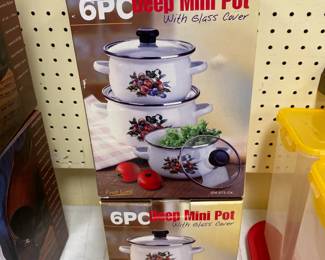 6PC Deep Mini Pot
With Glass Cover
6PC Deep Mini Pot
With Glass Cover